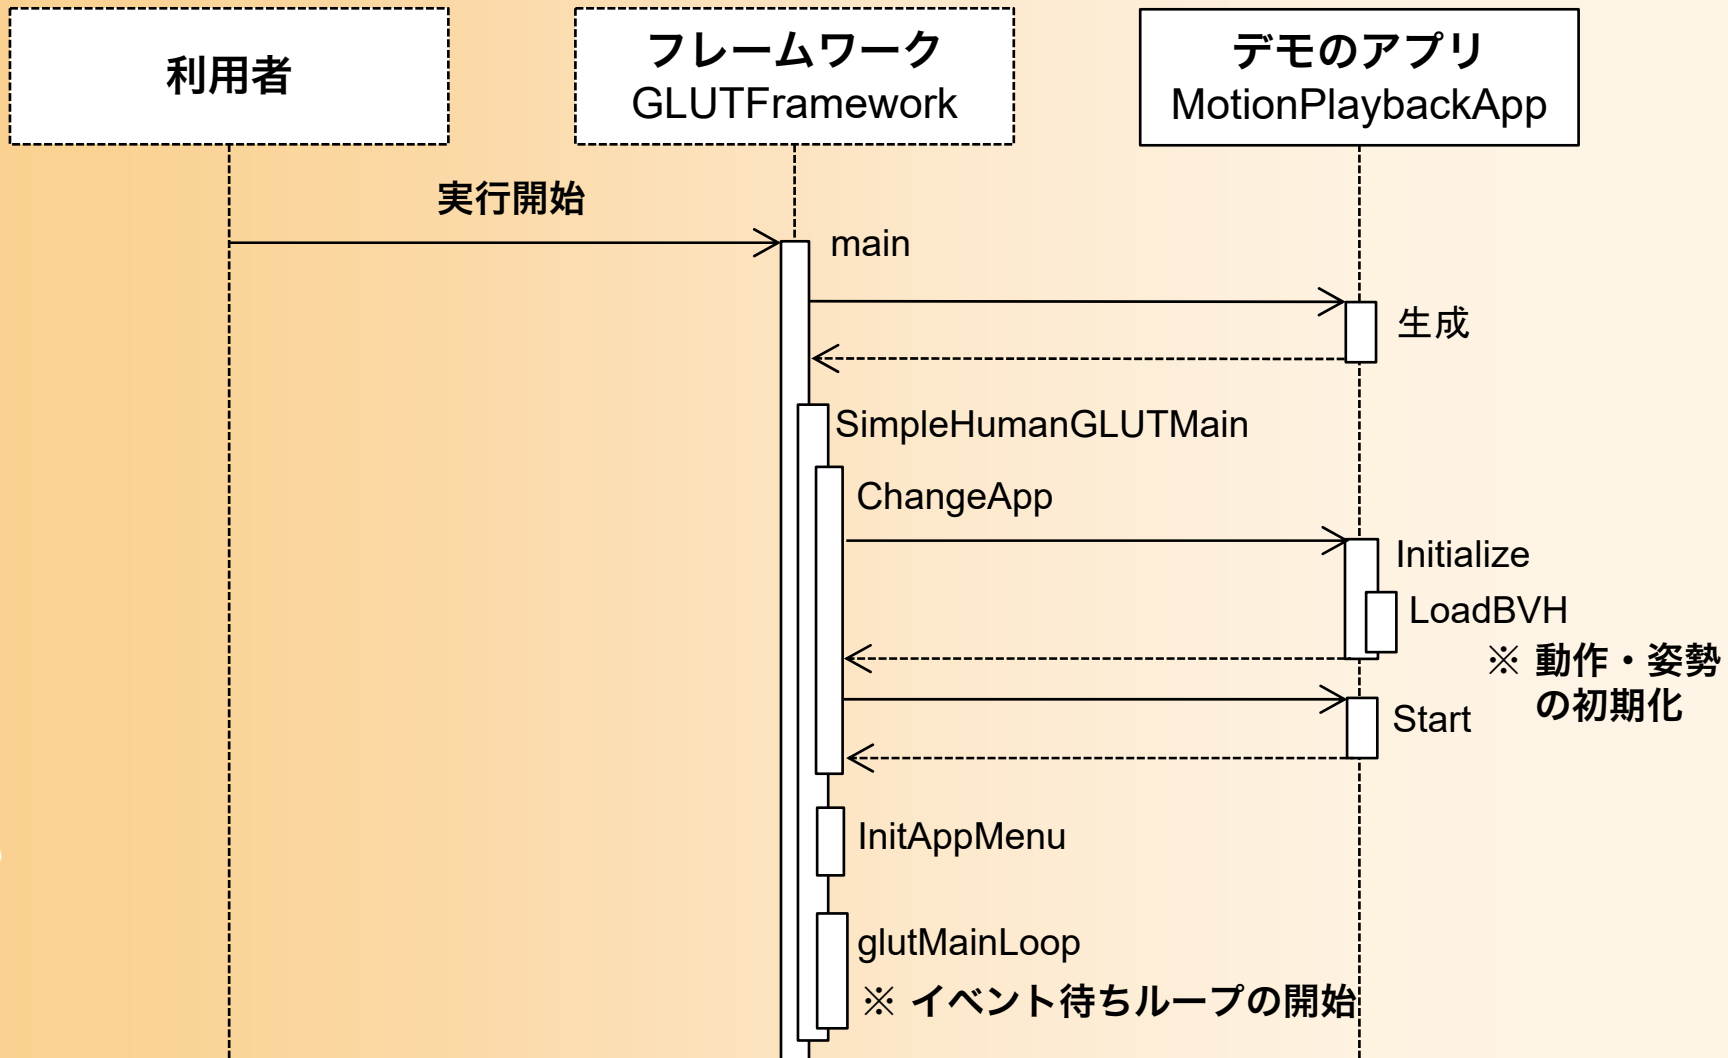 利用者
フレームワーク
GLUTFramework
デモのアプリ
MotionPlaybackApp
実行開始
main
生成
SimpleHumanGLUTMain
ChangeApp
Initialize
LoadBVH
※ 動作・姿勢
の初期化
Start
InitAppMenu
glutMainLoop
※ イベント待ちループの開始